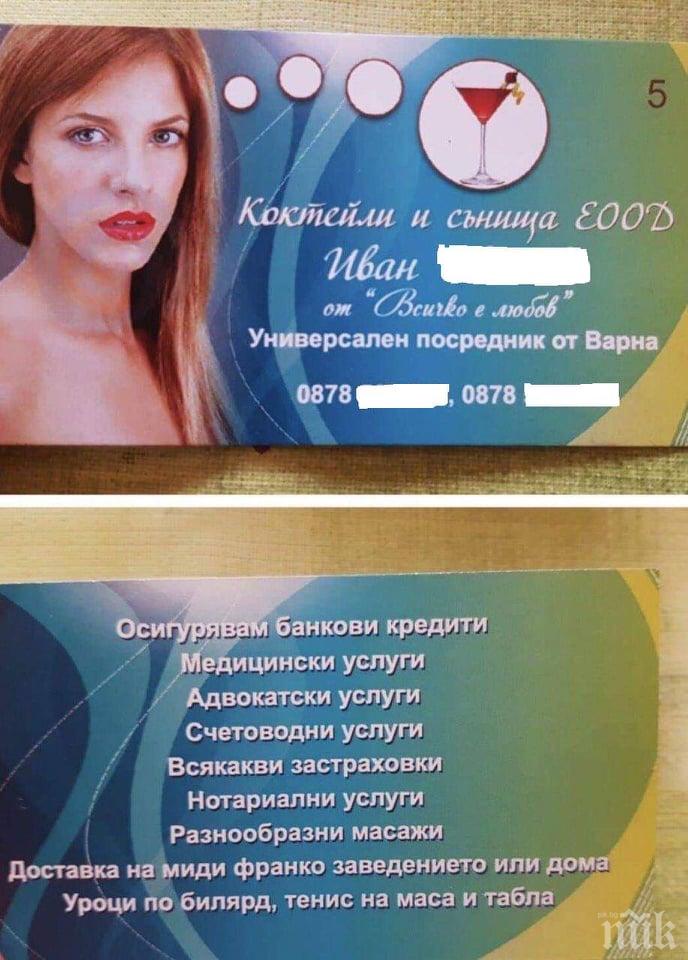 5
Коктейли и сънища ЕООД
Иван
от "Всичко е любов"
Универсален посредник от Варна
0878 , 0878
Осигурявам банкови кредити
Медицински услуги
Адвокатски услуги
Счетоводни услуги
Всякакви застраховки
Нотариални услуги
Разнообразни масажи
Доставка на миди франко заведението или дома
Уроци по билярд, тенис на маса и табла
пик